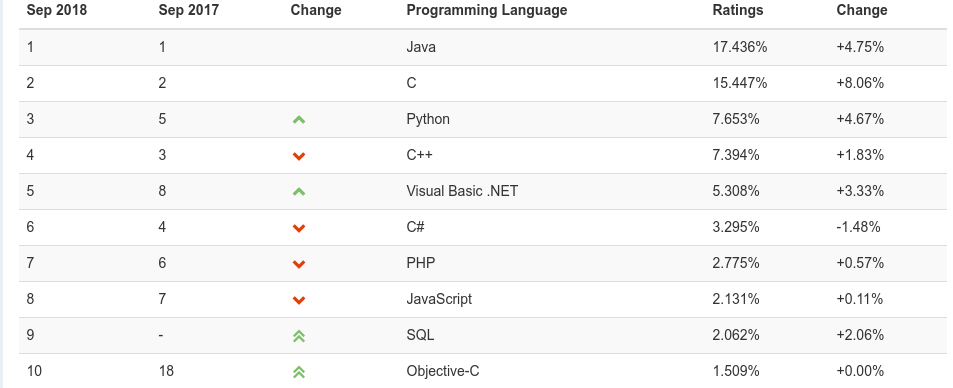 Sep 2018 Sep 2017 Change Programming Language Ratings Change
1 1 Java 17.436% +4.75%
2 2 C 15.447% +8.06%
3 5 Python 7.653% +4.67%
4 3 C++ 7.394% +1.83%
5 8 Visual Basic .NET 5.308% +3.33%
6 4 C# 3.295% -1.48%
7 6 PHP 2.775% +0.57%
8 7 JavaScript 2.131% +0.11%
9 - SQL 2.062% +2.06%
10 18 Objective-C 1.509% +0.00%